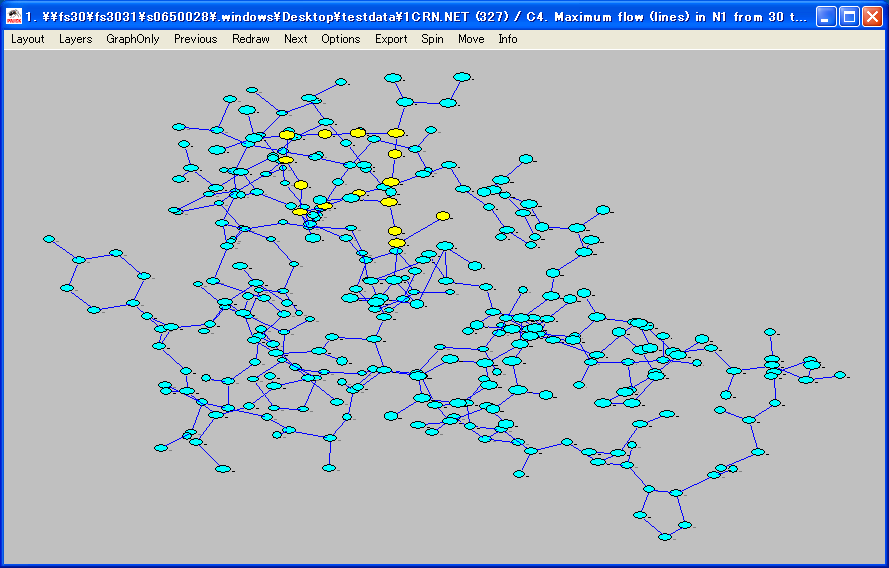 1. ¥¥fs30¥fs3031¥s0650028¥.windows¥Desktop¥testdata¥1CRN.NET (327) / C4. Maximum flow (lines) in N1 from 30 t...
Layout Layers GraphOnly Previous Redraw Next Options Export Spin Move Info